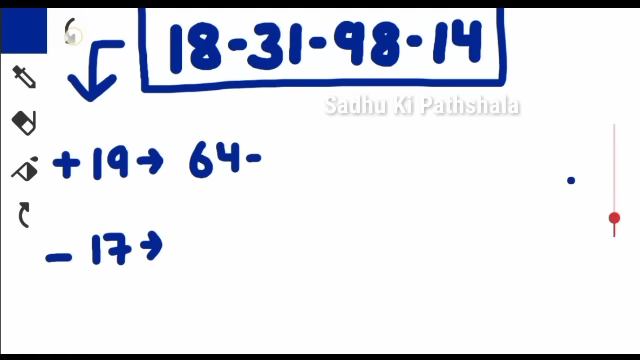 18-31-98-14
Sadhu Ki Pathshala
+ 19 → 64-
- 17 →